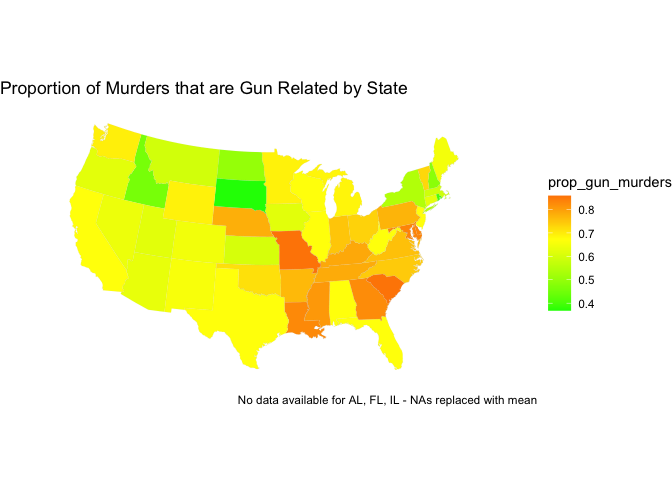 Proportion of Murders that are Gun Related by State
prop_gun_murders
0.8
0.7
0.6
0.5
0.4
No data available for AL, FL, IL - NAs replaced with mean